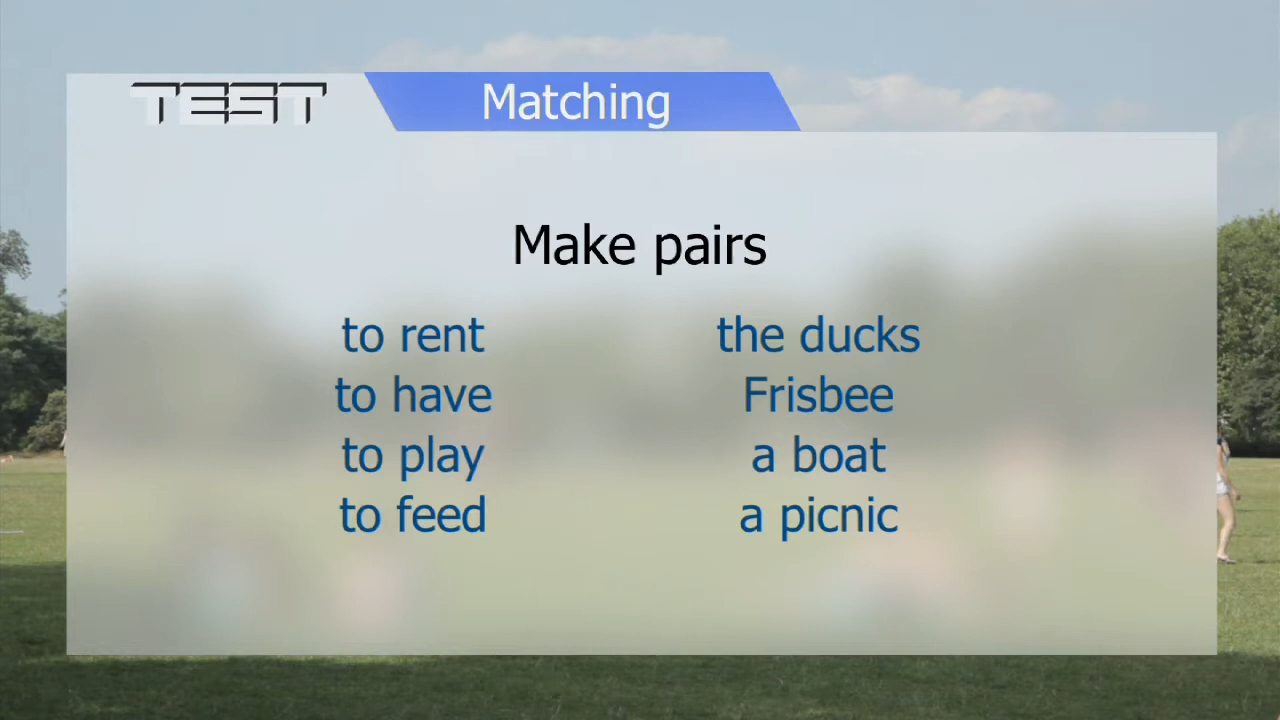 TEST
Matching
Make pairs
to rent the ducks
to have Frisbee
to play a boat
to feed a picnic